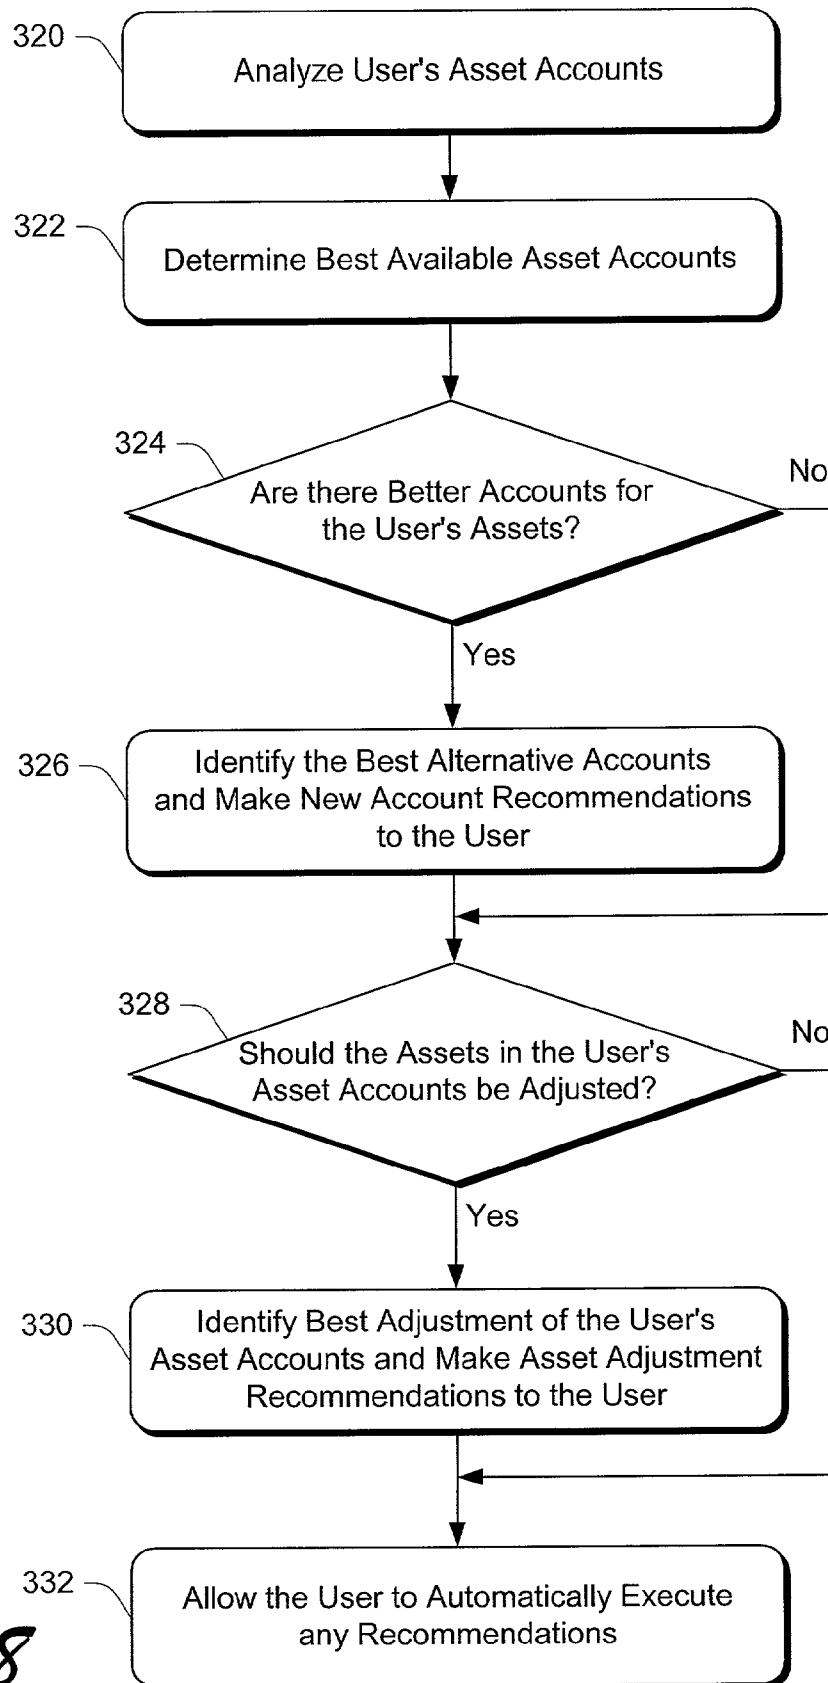 320
Analyze User's Asset Accounts
322
Determine Best Available Asset Accounts
324
Are there Better Accounts for
the User's Assets?
No
Yes
326
Identify the Best Alternative Accounts
and Make New Account Recommendations
to the User
328
Should the Assets in the User's
Asset Accounts be Adjusted?
No
Yes
330
Identify Best Adjustment of the User's
Asset Accounts and Make Asset Adjustment
Recommendations to the User
332
Allow the User to Automatically Execute
any Recommendations
8